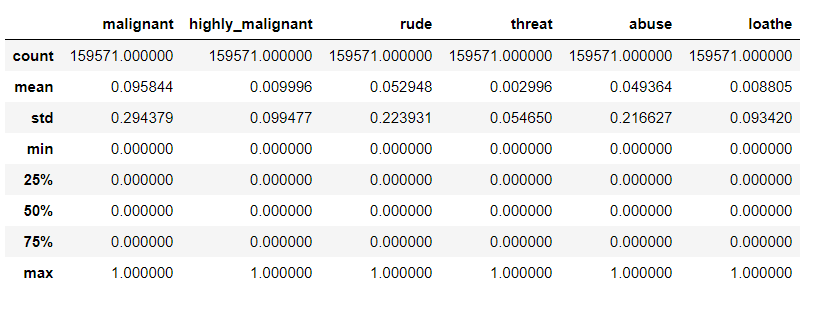 malignant highly_malignant rude threat abuse loathe
count 159571.000000 159571.000000 159571.000000 159571.000000 159571.000000 159571.000000
mean 0.095844 0.009996 0.052948 0.002996 0.049364 0.008805
std 0.294379 0.099477 0.223931 0.054650 0.216627 0.093420
min 0.000000 0.000000 0.000000 0.000000 0.000000 0.000000
25% 0.000000 0.000000 0.000000 0.000000 0.000000 0.000000
50% 0.000000 0.000000 0.000000 0.000000 0.000000 0.000000
75% 0.000000 0.000000 0.000000 0.000000 0.000000 0.000000
max 1.000000 1.000000 1.000000 1.000000 1.000000 1.000000